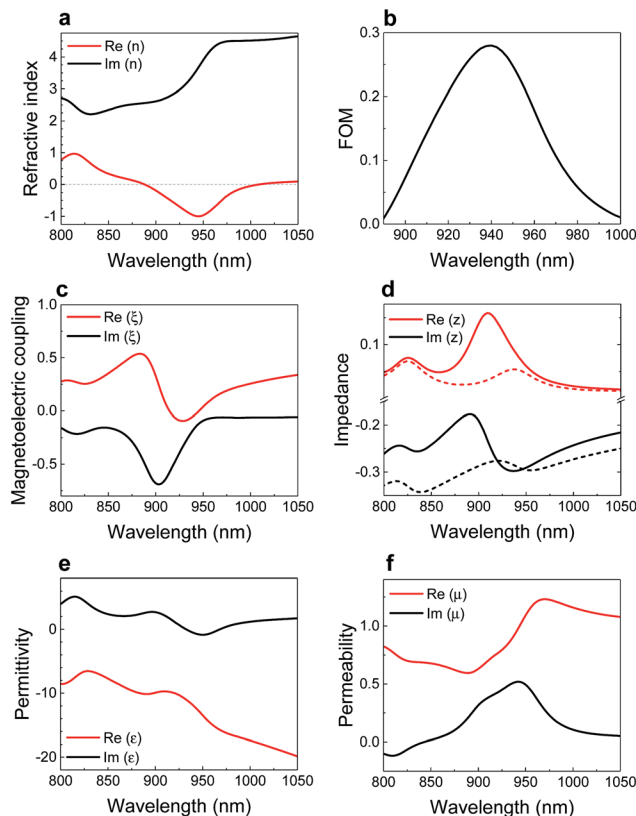 a
Re (n)
Im (n)
Refractive index
4
3
2
1
0
-1
800 850 900 950 1000 1050
Wavelength (nm)
b
FOM
0.3
0.2
0.1
0.0
900 920 940 960 980 1000
Wavelength (nm)
c
Re (ξ)
Im (ξ)
Magnetoelectric coupling
1.0
0.5
0.0
-0.5
800 850 900 950 1000 1050
Wavelength (nm)
d
Re (z)
Im (z)
Impedance
0.1
-0.2
-0.3
800 850 900 950 1000 1050
Wavelength (nm)
e
Permittivity
0
-10
-20
Re (ε)
Im (ε)
800 850 900 950 1000 1050
Wavelength (nm)
f
Re (μ)
Im (μ)
Permeability
1.0
0.5
0.0
800 850 900 950 1000 1050
Wavelength (nm)